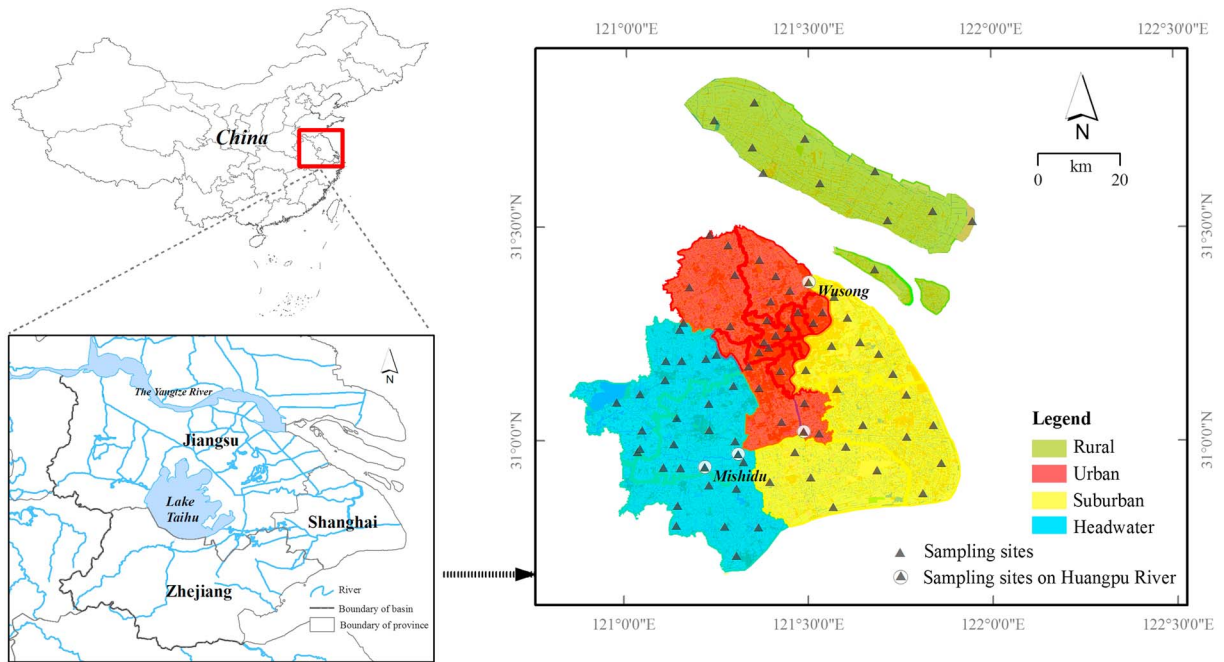 China
The Yangtze River
N
Jiangsu
Lake
Taihu
Shanghai
Zhejiang
River
Boundary of basin
Boundary of province
121°0'0"E
121°30'0"E
122°0'0"E
122°30'0"E
31°30'0"N
31°0'0"N
N
km
0
20
Wusong
Mishidu
Legend
Rural
Urban
Suburban
Headwater
Sampling sites
Sampling sites on Huangpu River
31°30'0"N
31°0'0"N
121°0'0"E
121°30'0"E
122°0'0"E
122°30'0"E